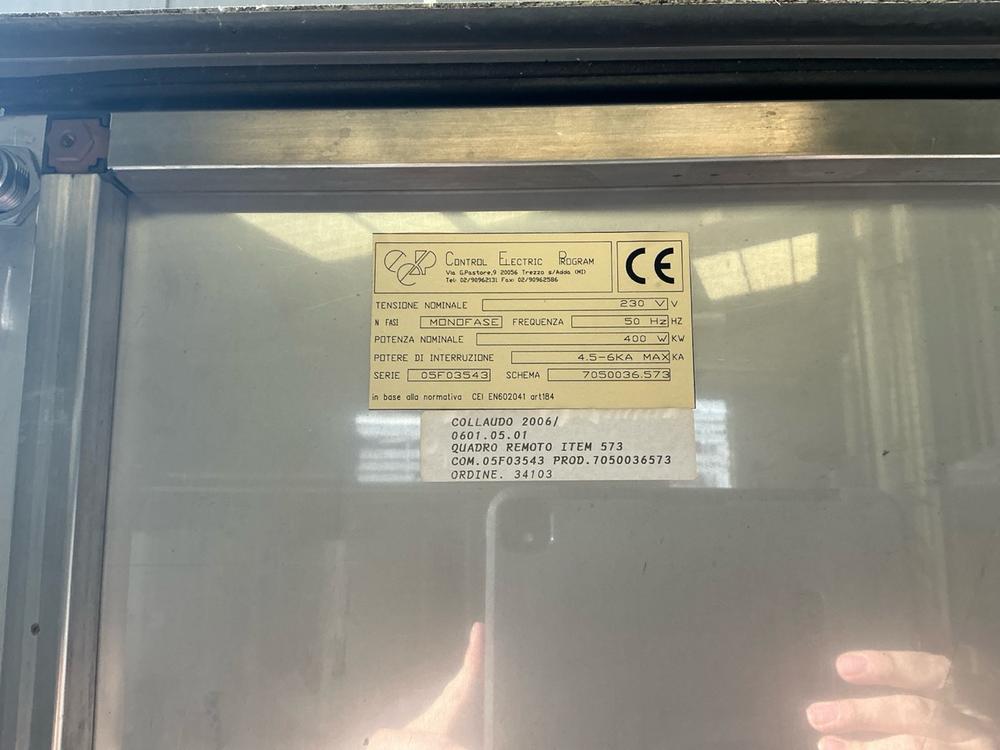 CEP CONTROL ELECTRIC PROGRAM
Via G.Pastore,9 20056 Trezzo s/Adda (MI)
Tel: 02/90962131 Fax: 02/90962586
CE
TENSIONE NOMINALE 230 V V
N FASI MONOFASE FREQUENZA 50 Hz HZ
POTENZA NOMINALE 400 W KW
POTERE DI INTERRUZIONE 4.5-6KA MAX KA
SERIE 05F03543 SCHEMA 7050036.573
in base alla normativa CEI EN602041 art184
COLLAUDO 2006/
0601.05.01
QUADRO REMOTO ITEM 573
COM.05F03543 PROD.7050036573
ORDINE. 34103